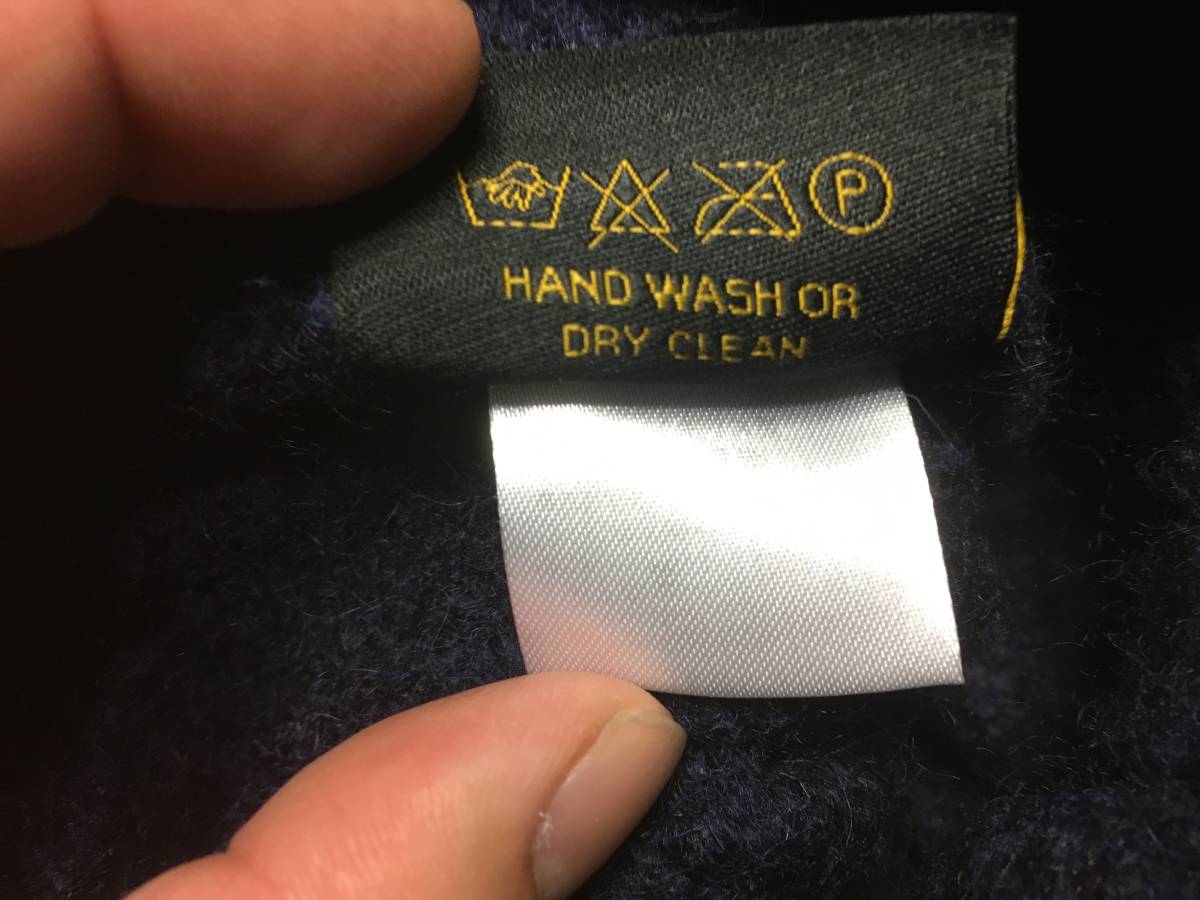 P
HAND WASH OR
DRY CLEAN